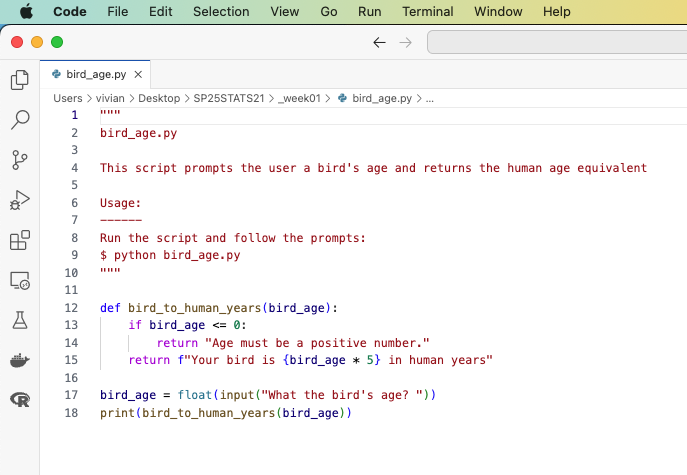 Code File Edit Selection View Go Run Terminal Window Help
bird_age.py
Users > vivian > Desktop > SP25STATS21 > _week01 > bird_age.py > ...
1 """
2 bird_age.py
3
4 This script prompts the user a bird's age and returns the human age equivalent
5
6 Usage:
7 ------
8 Run the script and follow the prompts:
9 $ python bird_age.py
10 """
11
12 def bird_to_human_years(bird_age):
13     if bird_age <= 0:
14         return "Age must be a positive number."
15     return f"Your bird is {bird_age * 5} in human years"
16
17 bird_age = float(input("What the bird's age? "))
18 print(bird_to_human_years(bird_age))
R